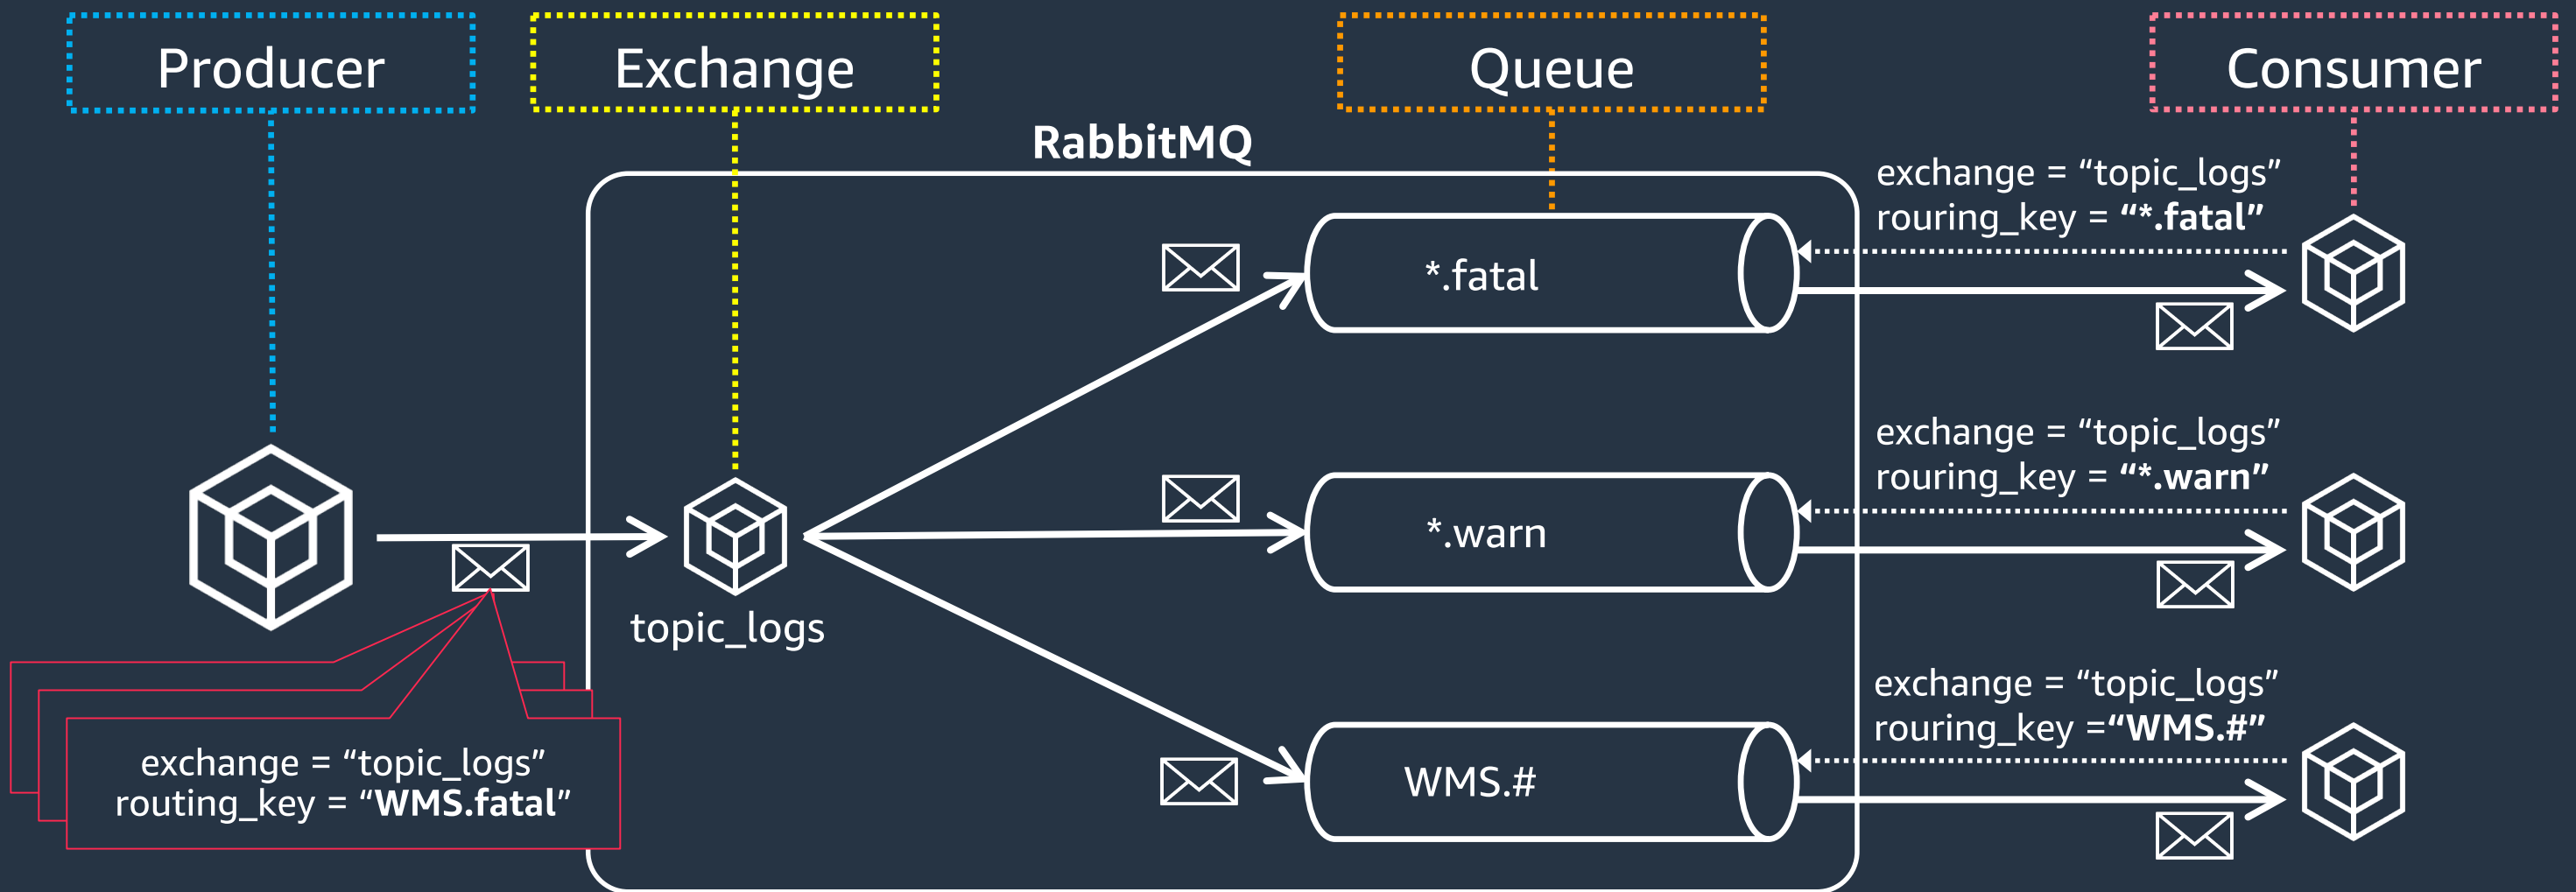 Producer
Exchange
Queue
Consumer
RabbitMQ
exchange = “topic_logs”
rouring_key = “*.fatal”
*.fatal
exchange = “topic_logs”
rouring_key = “*.warn”
*.warn
topic_logs
exchange = “topic_logs”
rouring_key =“WMS.#”
WMS.#
exchange = “topic_logs”
routing_key = “WMS.fatal”